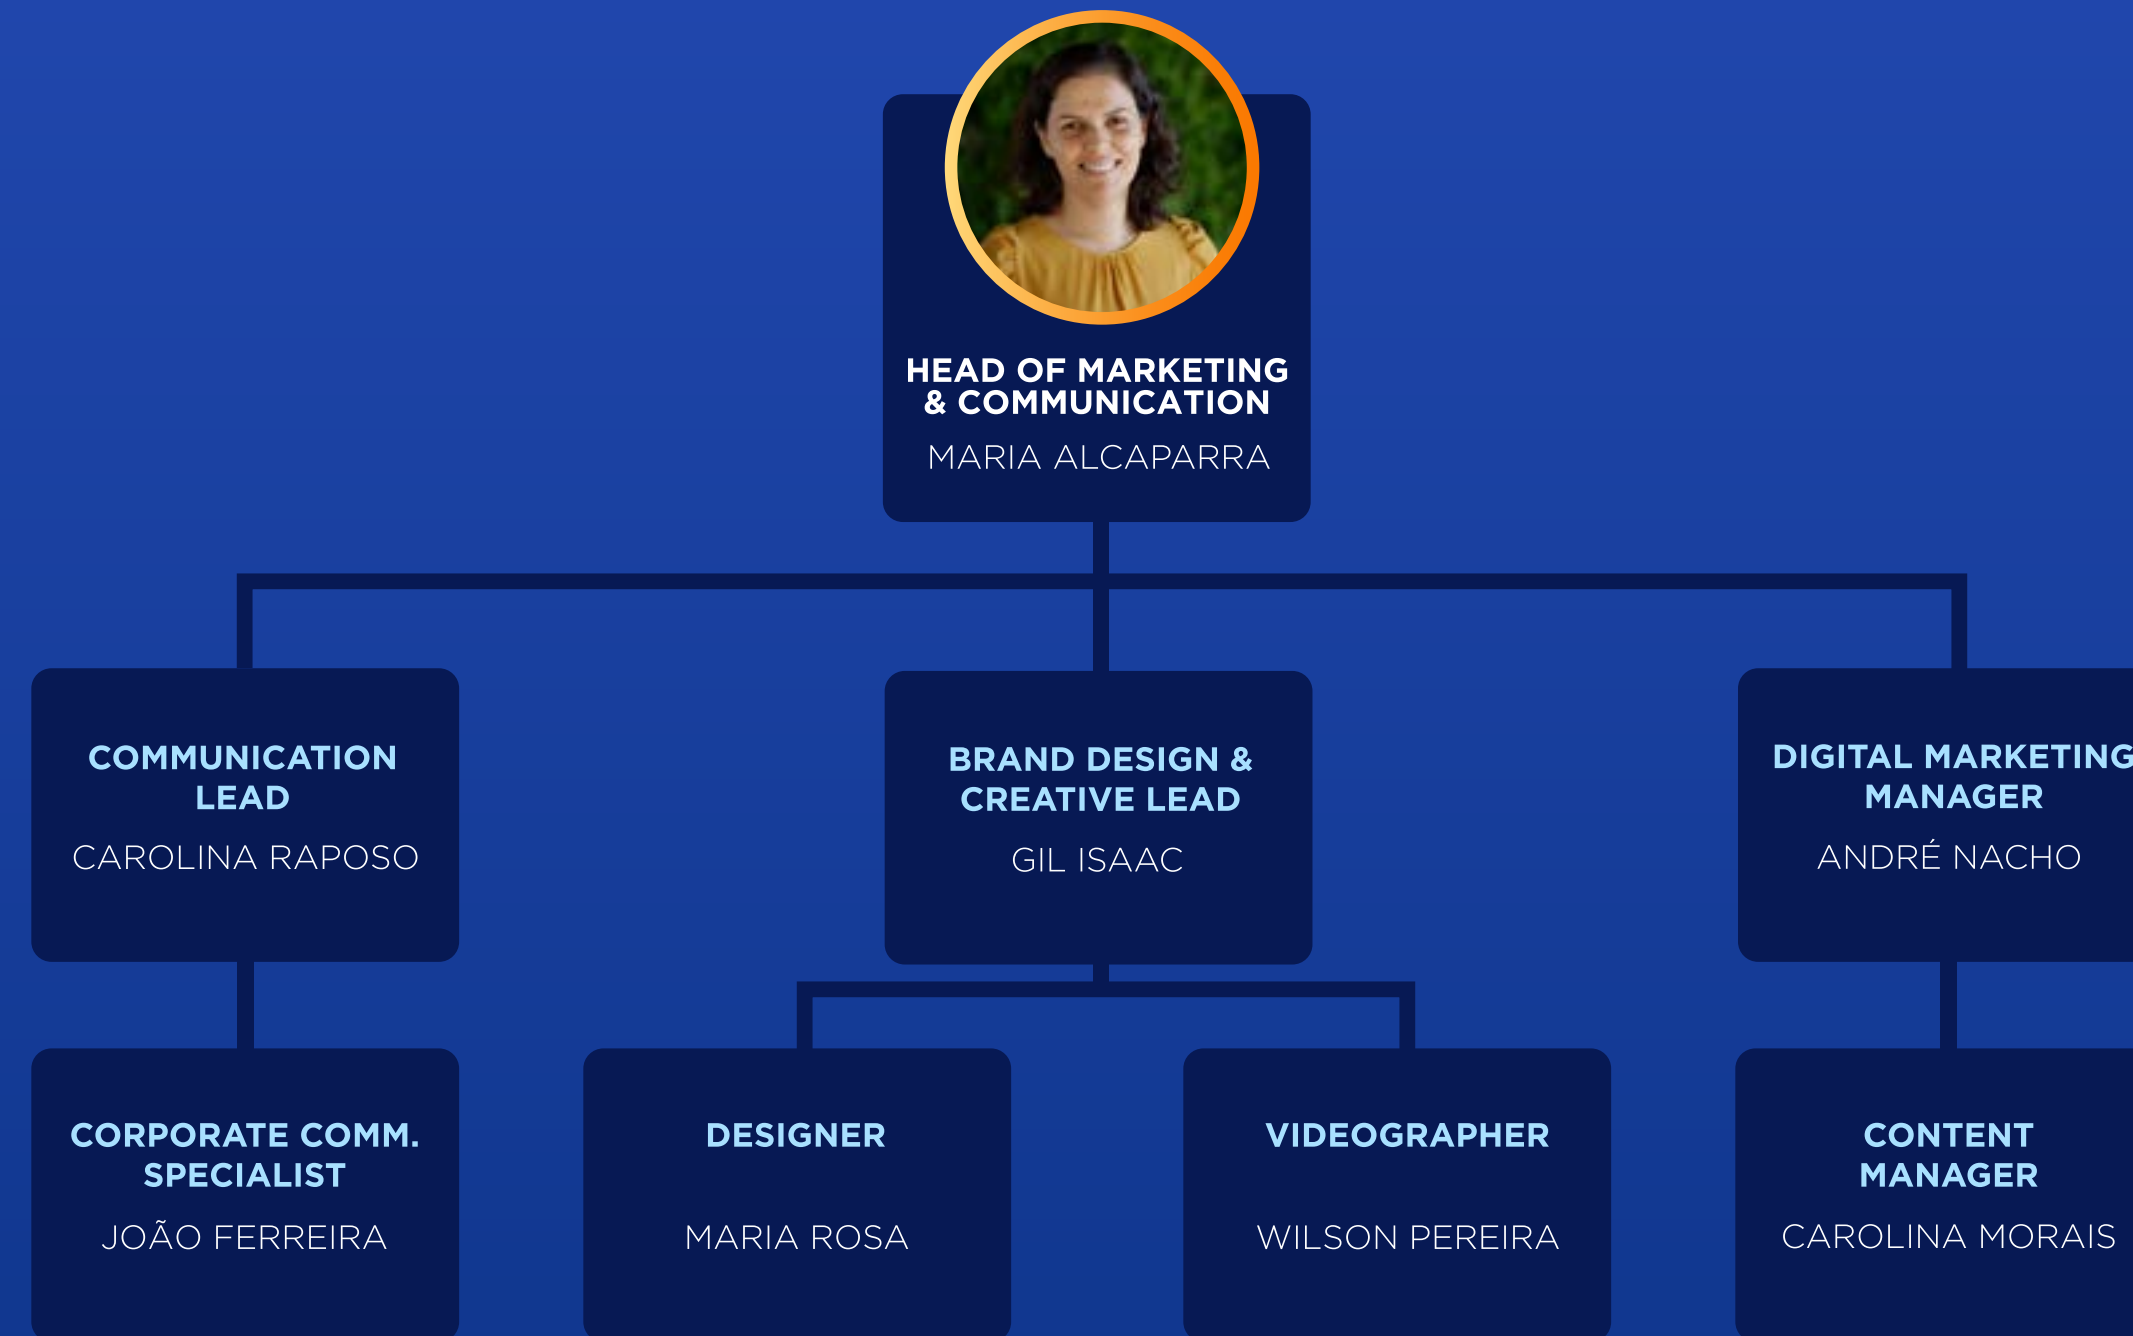 HEAD OF MARKETING
& COMMUNICATION
MARIA ALCAPARRA
COMMUNICATION
LEAD
CAROLINA RAPOSO
BRAND DESIGN &
CREATIVE LEAD
GIL ISAAC
DIGITAL MARKETING
MANAGER
ANDRÉ NACHO
CORPORATE COMM.
SPECIALIST
JOÃO FERREIRA
DESIGNER
MARIA ROSA
VIDEOGRAPHER
WILSON PEREIRA
CONTENT
MANAGER
CAROLINA MORAIS